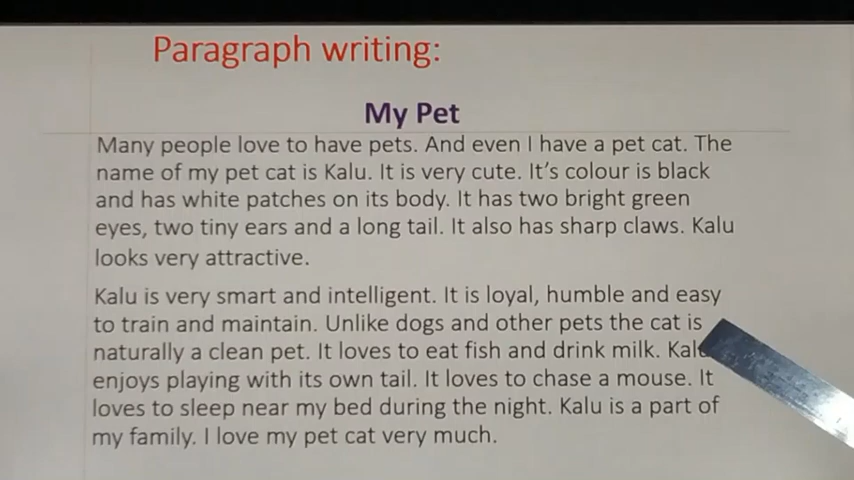 Paragraph writing:
My Pet
Many people love to have pets. And even I have a pet cat. The
name of my pet cat is Kalu. It is very cute. It's colour is black
and has white patches on its body. It has two bright green
eyes, two tiny ears and a long tail. It also has sharp claws. Kalu
looks very attractive.
Kalu is very smart and intelligent. It is loyal, humble and easy
to train and maintain. Unlike dogs and other pets the cat is
naturally a clean pet. It loves to eat fish and drink milk. Kalu
enjoys playing with its own tail. It loves to chase a mouse. It
loves to sleep near my bed during the night. Kalu is a part of
my family. I love my pet cat very much.